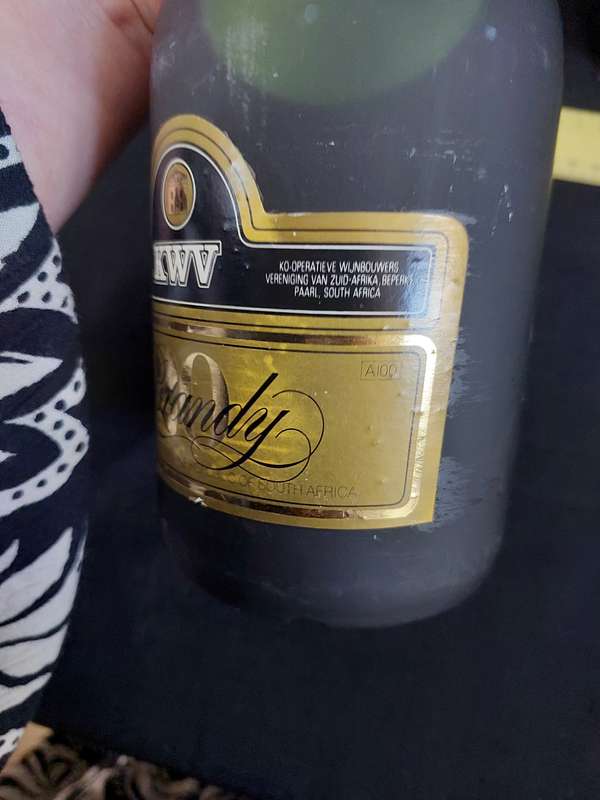 KWV
KO-OPERATIEVE WIJNBOUWERS
VERENIGING VAN ZUID-AFRIKA, BEPERKT
PAARL, SOUTH AFRICA
A100
Brandy
OF SOUTH AFRICA